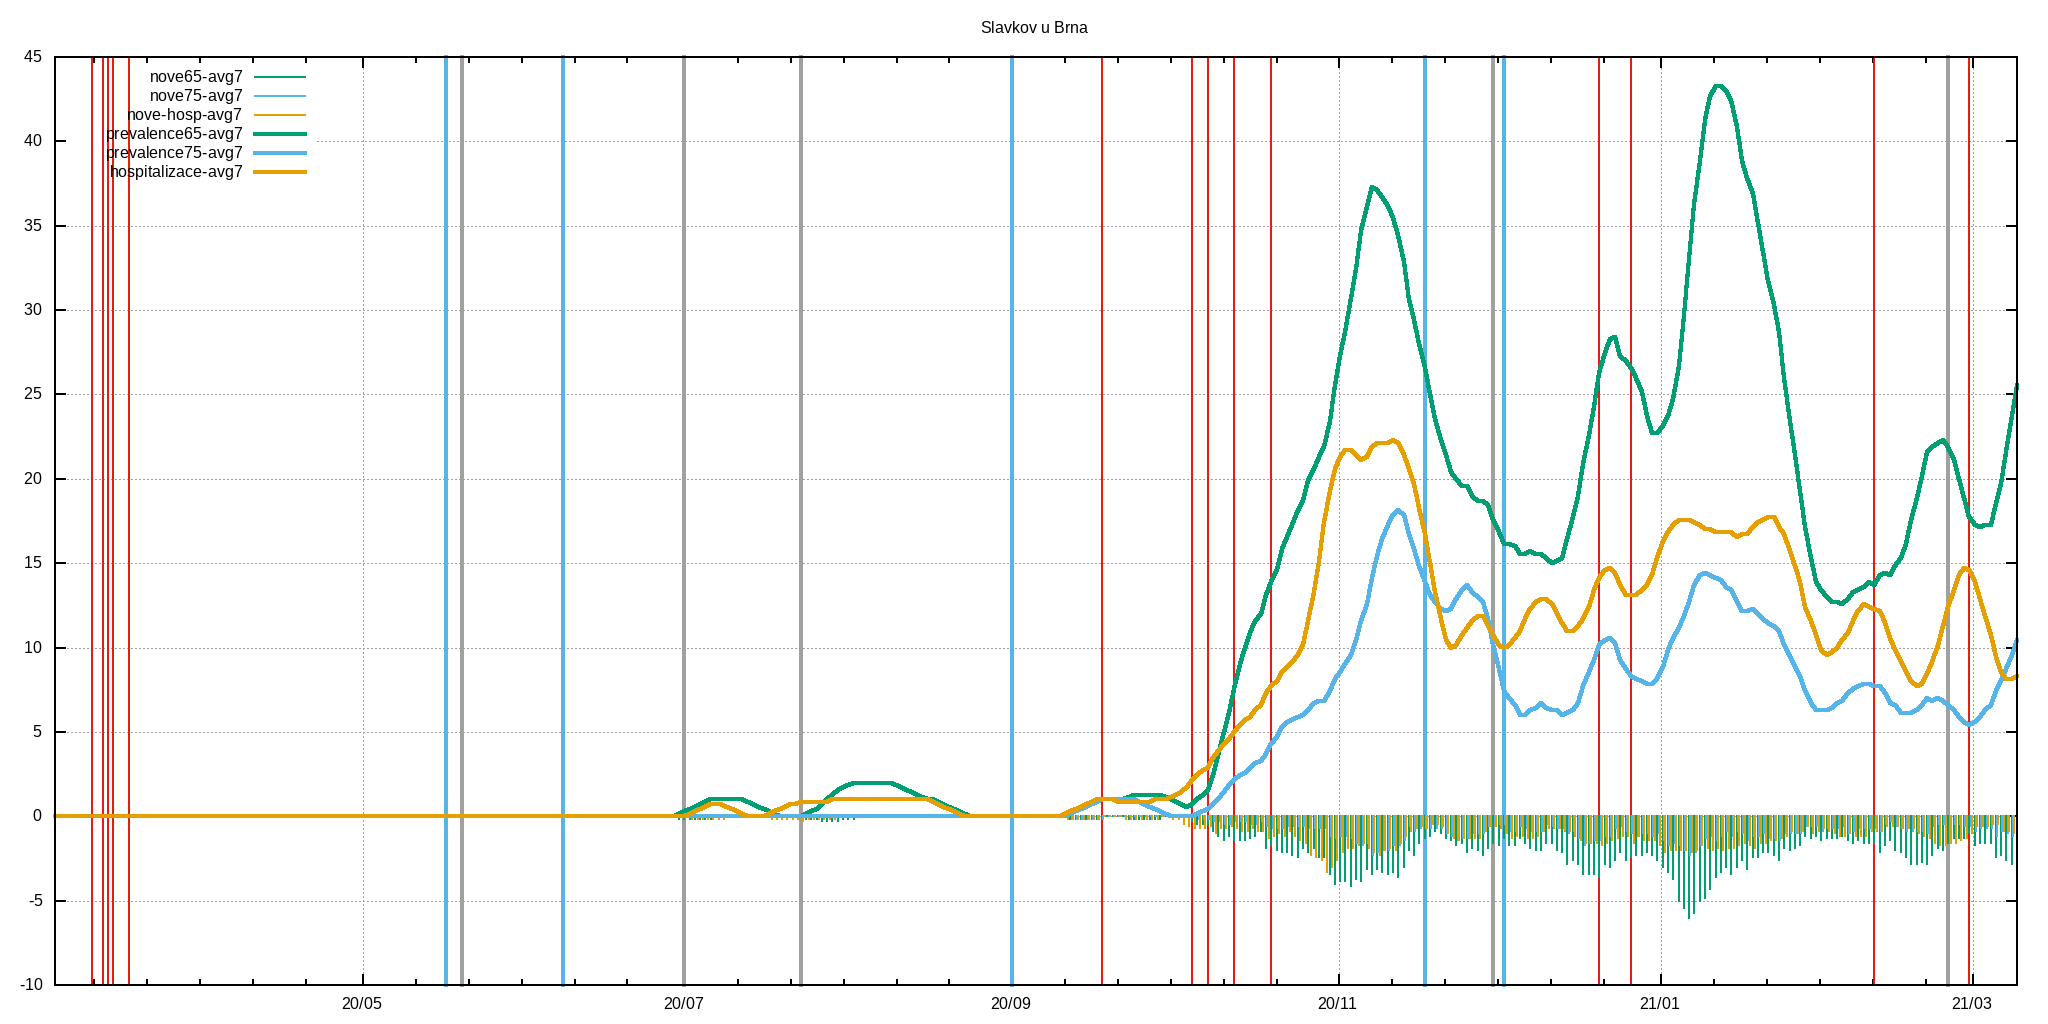 Slavkov u Brna
45
nove65-avg7
nove75-avg7
nove-hosp-avg7
prevalence65-avg7
prevalence75-avg7
hospitalizace-avg7
40
35
30
25
20
15
10
5
0
-5
-10
20/05 20/07 20/09 20/11 21/01 21/03